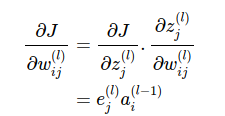 ∂J/∂w_{ij}^{(l)} = ∂J/∂z_j^{(l)} . ∂z_j^{(l)}/∂w_{ij}^{(l)}
= e_j^{(l)} a_i^{(l−1)}